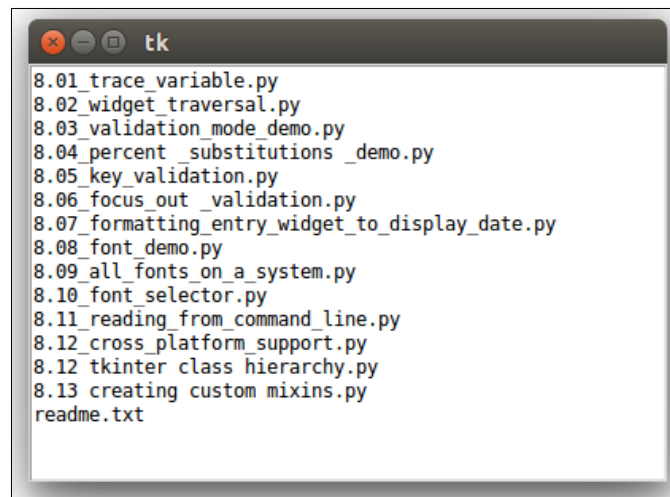 tk
8.01_trace_variable.py
8.02_widget_traversal.py
8.03_validation_mode_demo.py
8.04_percent _substitutions _demo.py
8.05_key_validation.py
8.06_focus_out _validation.py
8.07_formatting_entry_widget_to_display_date.py
8.08_font_demo.py
8.09_all_fonts_on_a_system.py
8.10_font_selector.py
8.11_reading_from_command_line.py
8.12_cross_platform_support.py
8.12 tkinter class hierarchy.py
8.13 creating custom mixins.py
readme.txt